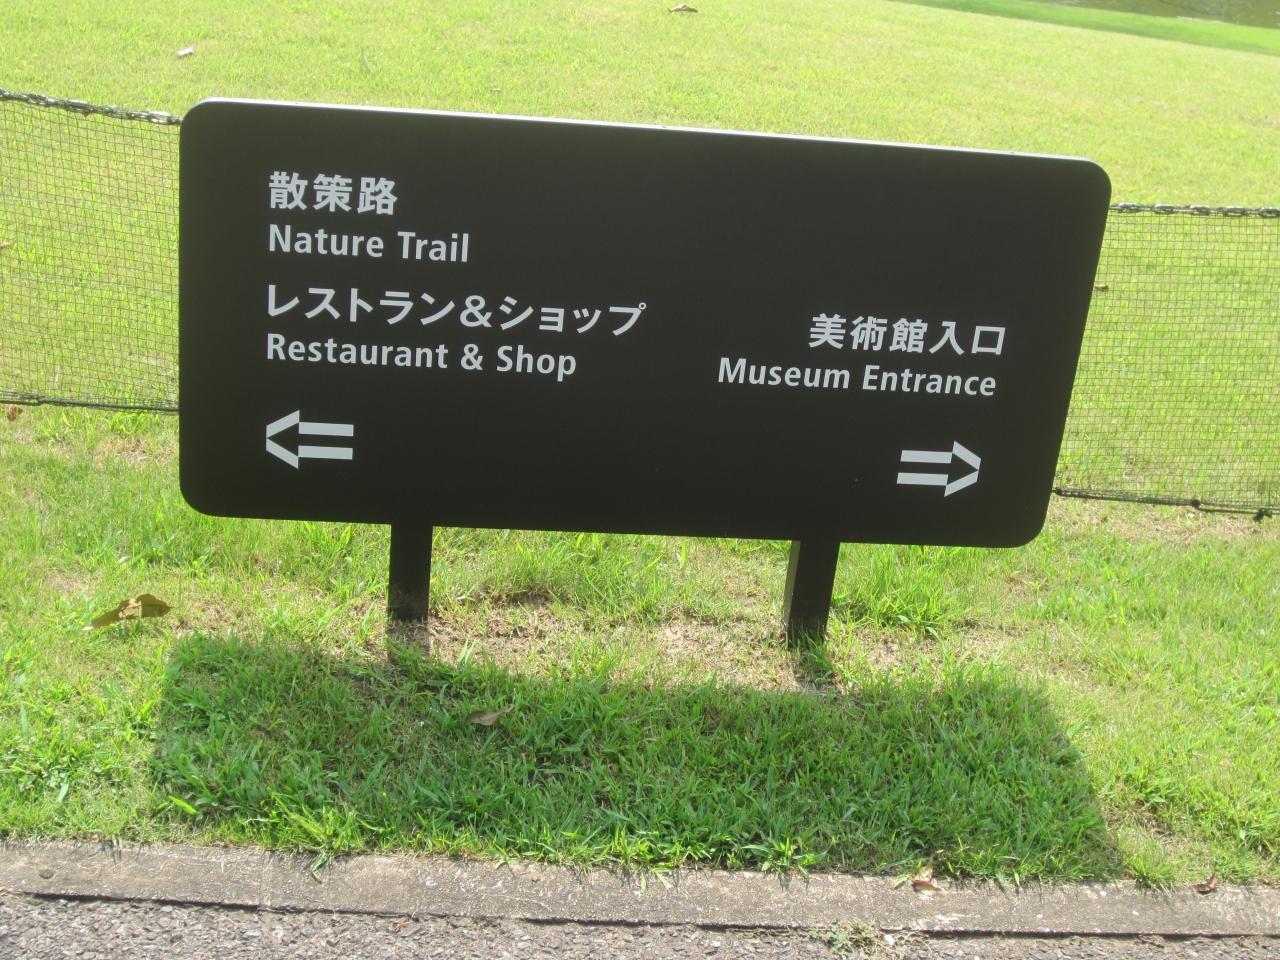 散策路
Nature Trail
レストラン&ショップ
Restaurant & Shop
美術館入口
Museum Entrance